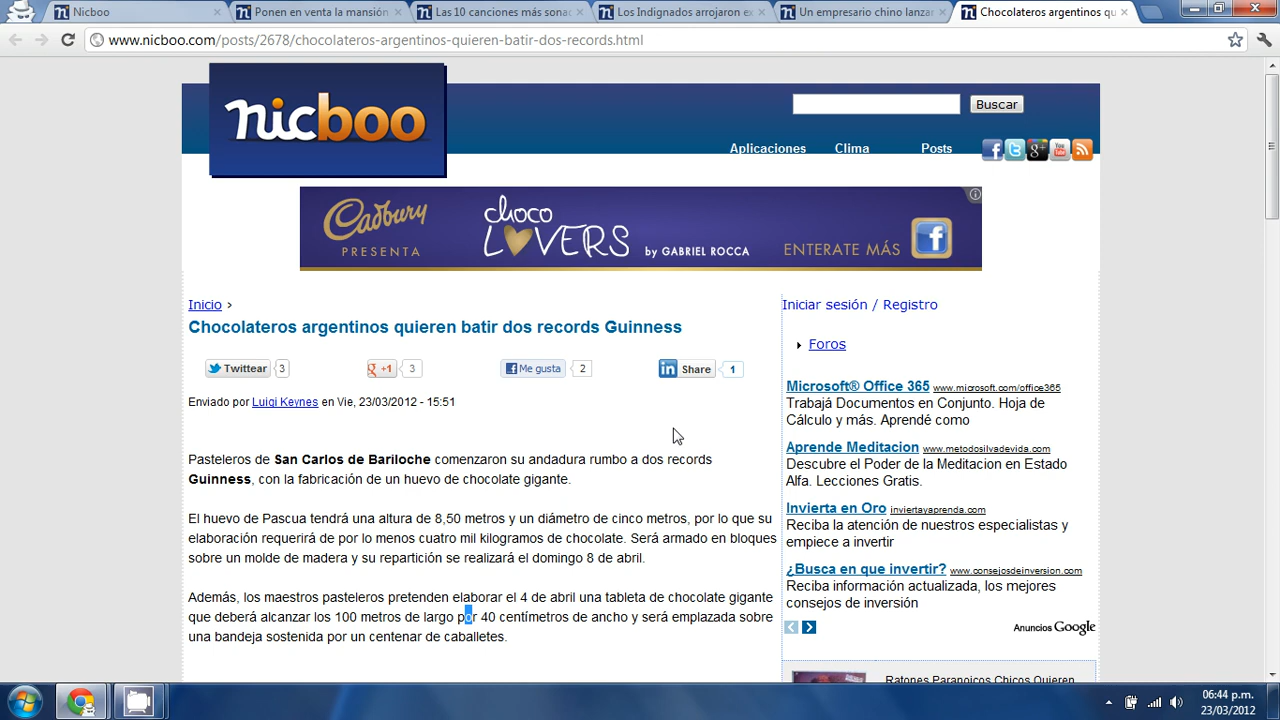 Nicboo
Ponen en venta la mansión
Las 10 canciones más sona
Los Indignados arrojaron ex
Un empresario chino lanzar
Chocolateros argentinos qu
www.nicboo.com/posts/2678/chocolateros-argentinos-quieren-batir-dos-records.html
nicboo
Buscar
Aplicaciones Clima Posts
Cadbury
PRESENTA
choco
LOVERS
by GABRIEL ROCCA
ENTERATE MÁS
Inicio ›
Chocolateros argentinos quieren batir dos records Guinness
Twittear 3 +1 3 Me gusta 2 Share 1
Enviado por Luigi Keynes en Vie, 23/03/2012 - 15:51
Pasteleros de San Carlos de Bariloche comenzaron su andadura rumbo a dos records
Guinness, con la fabricación de un huevo de chocolate gigante.
El huevo de Pascua tendrá una altura de 8,50 metros y un diámetro de cinco metros, por lo que su
elaboración requerirá de por lo menos cuatro mil kilogramos de chocolate. Será armado en bloques
sobre un molde de madera y su repartición se realizará el domingo 8 de abril.
Además, los maestros pasteleros pretenden elaborar el 4 de abril una tableta de chocolate gigante
que deberá alcanzar los 100 metros de largo por 40 centímetros de ancho y será emplazada sobre
una bandeja sostenida por un centenar de caballetes.
Iniciar sesión / Registro
Foros
Microsoft® Office 365 www.microsoft.com/office365
Trabajá Documentos en Conjunto. Hoja de
Cálculo y más. Aprendé como
Aprende Meditacion www.metodosilvadevida.com
Descubre el Poder de la Meditacion en Estado
Alfa. Lecciones Gratis.
Invierta en Oro invertayaprenda.com
Reciba la atención de nuestros especialistas y
empiece a invertir
¿Busca en que invertir? www.consejosdeinversion.com
Reciba información actualizada, los mejores
consejos de inversión
Anuncios Google
Ratones Paranoicos Chicos Quieren
06:44 p.m.
23/03/2012